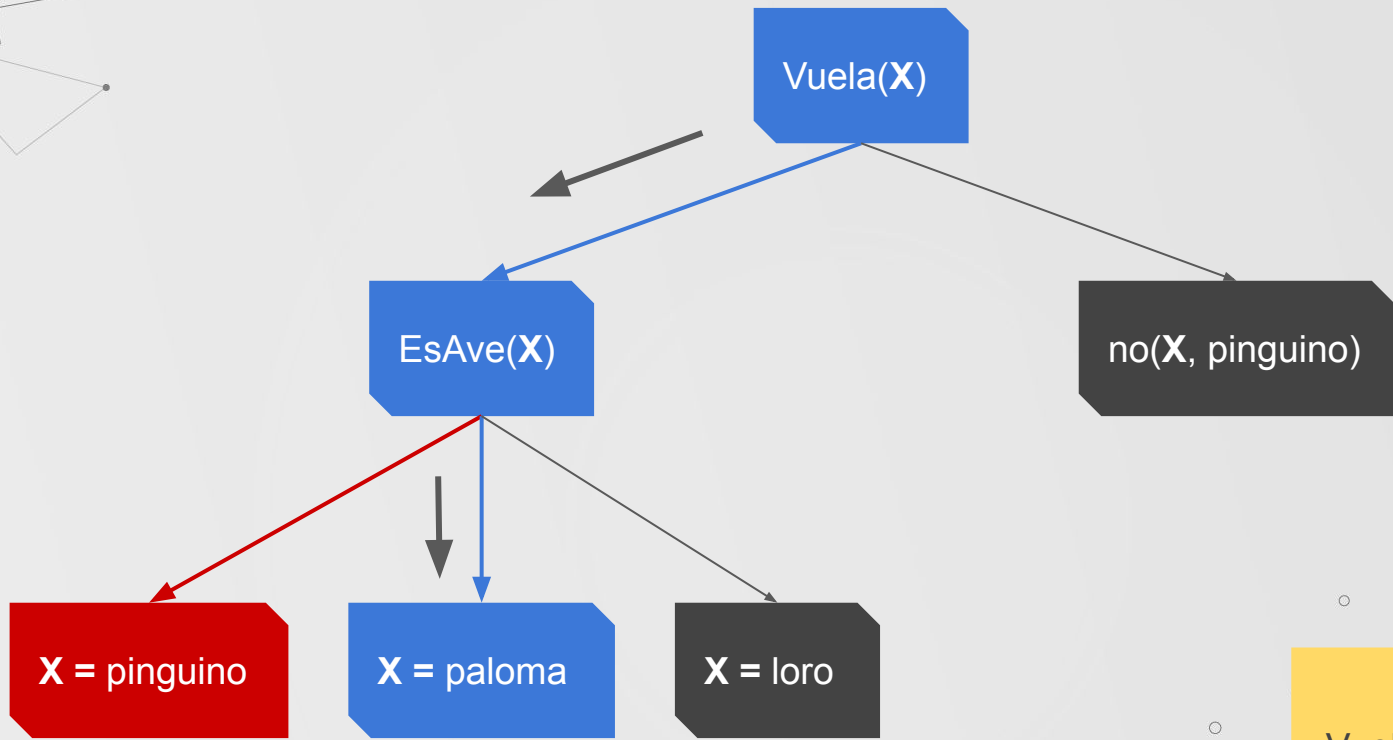 Vuela(X)
EsAve(X)
no(X, pinguino)
X = pinguino
X = paloma
X = loro